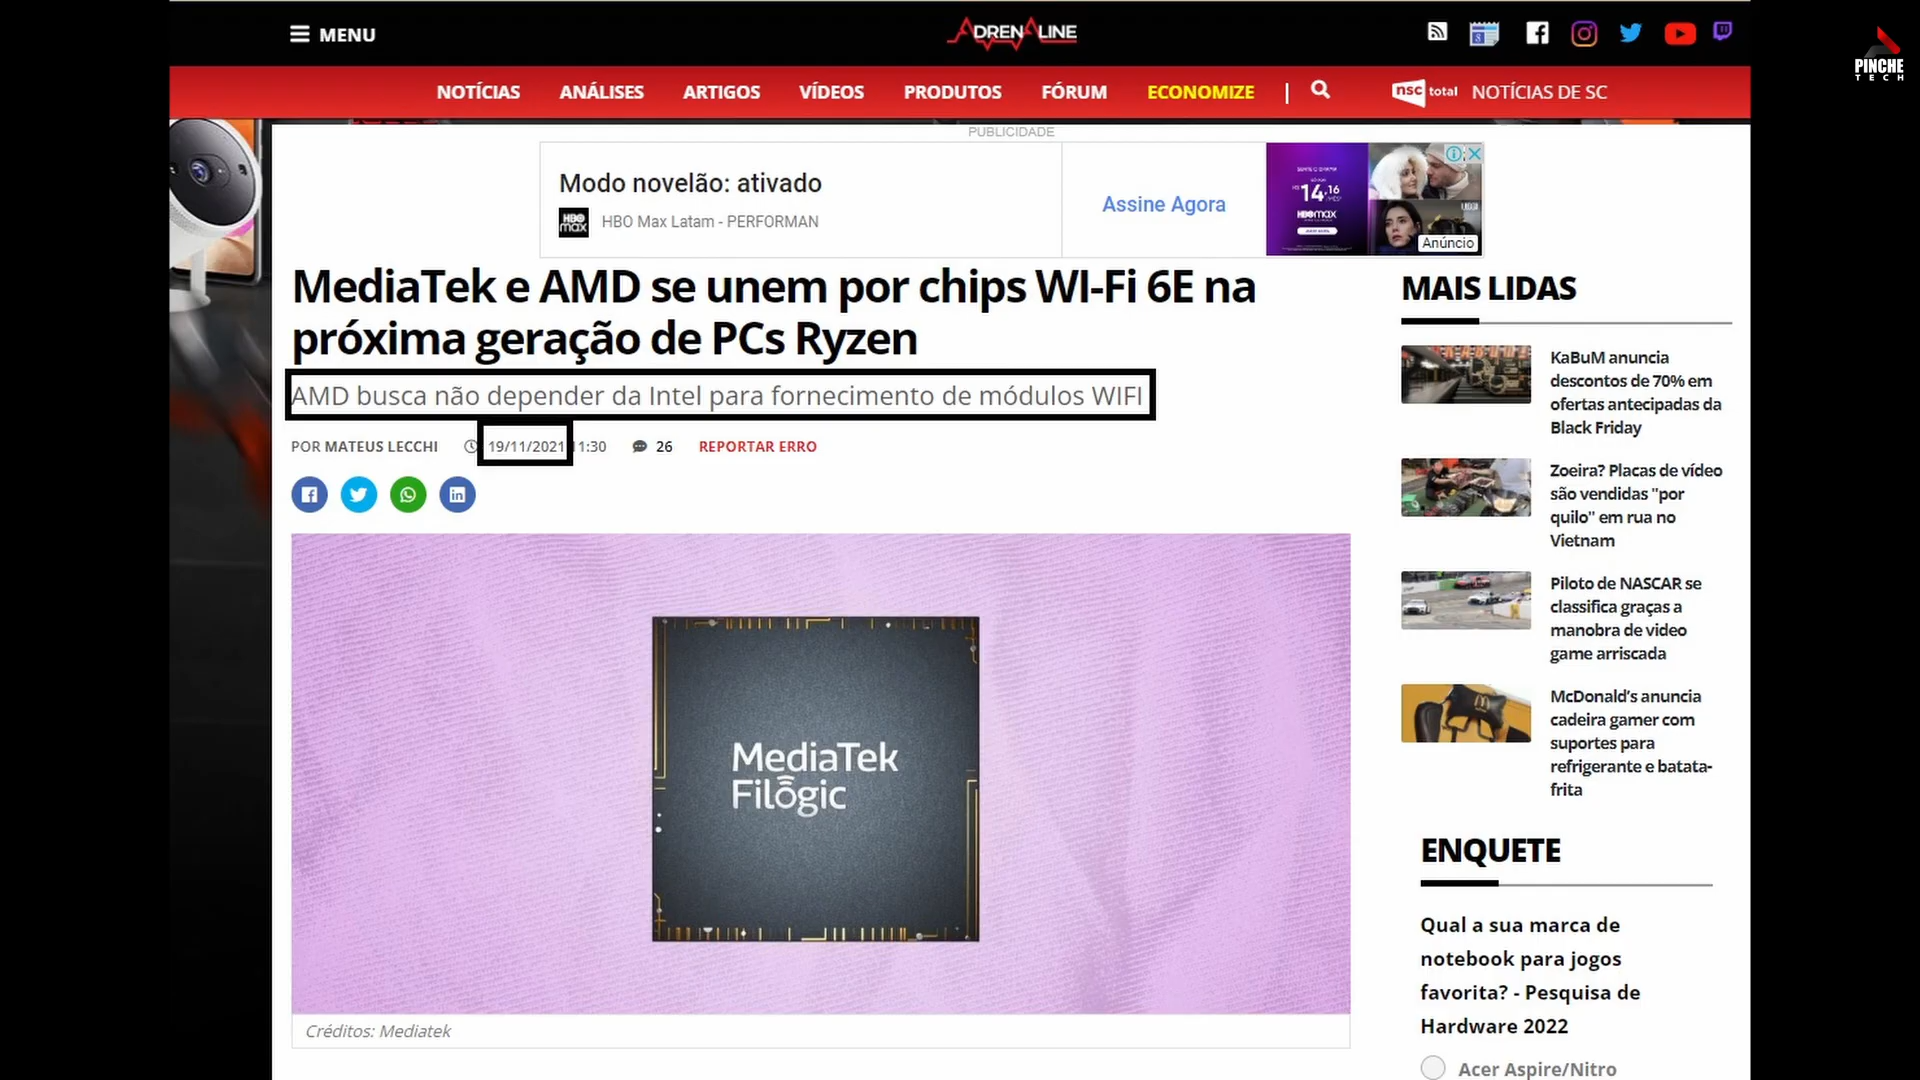 MENU
ADRENALINE
PINCHE
TECH
NOTÍCIAS ANÁLISES ARTIGOS VÍDEOS PRODUTOS FÓRUM ECONOMIZE | nsc total NOTÍCIAS DE SC
PUBLICIDADE
Modo novelão: ativado
HBO max HBO Max Latam - PERFORMAN
Assine Agora
14,16
HBOmax
Anúncio
MediaTek e AMD se unem por chips WI-Fi 6E na
próxima geração de PCs Ryzen
AMD busca não depender da Intel para fornecimento de módulos WIFI
POR MATEUS LECCHI 19/11/2021 11:30 26 REPORTAR ERRO
MediaTek
Filogic
Créditos: Mediatek
MAIS LIDAS
KaBuM anuncia
descontos de 70% em
ofertas antecipadas da
Black Friday
Zoeira? Placas de vídeo
são vendidas "por
quilo" em rua no
Vietnam
Piloto de NASCAR se
classifica graças a
manobra de video
game arriscada
McDonald’s anuncia
cadeira gamer com
suportes para
refrigerante e batata-
frita
ENQUETE
Qual a sua marca de
notebook para jogos
favorita? - Pesquisa de
Hardware 2022
Acer Aspire/Nitro